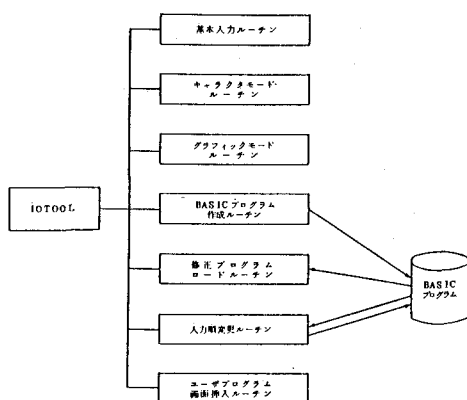 基本入力ルーチン
キャラクタモード・
ルーチン
グラフィックモード
ルーチン
IOTOOL
BASICプログラム
作成ルーチン
修正プログラム
ロードルーチン
BASIC
プログラム
入力順変更ルーチン
ユーザプログラム
画面挿入ルーチン